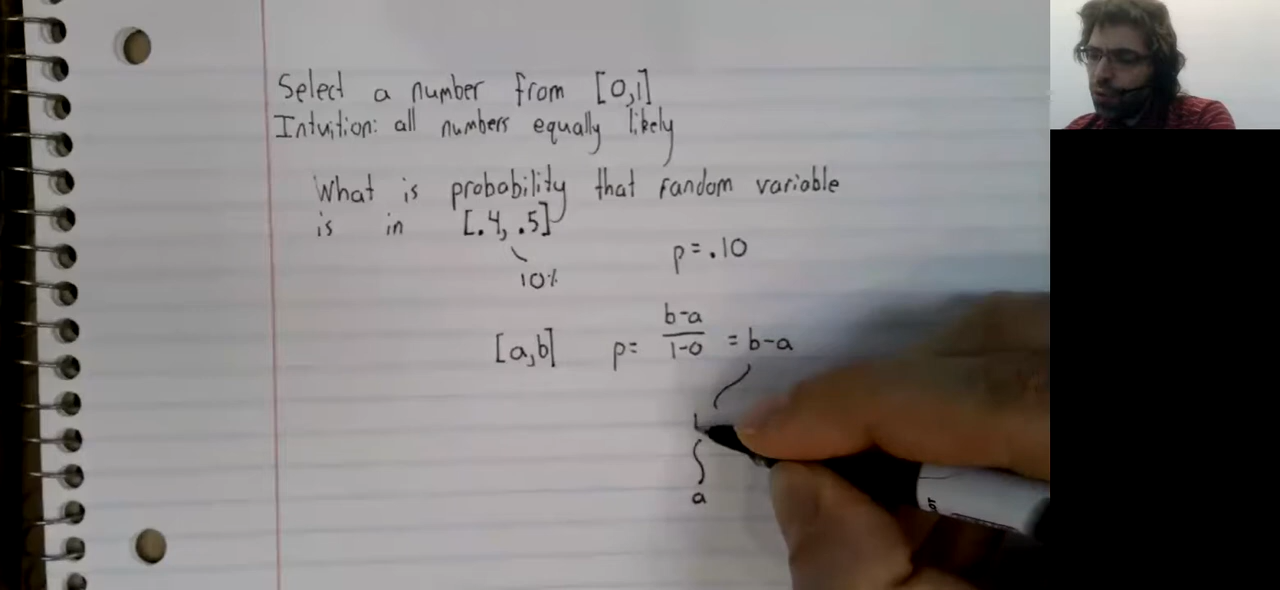 Select a number from [0,1]
Intuition: all numbers equally likely
What is probability that random variable
is in [.4, .5]
10%
p=.10
[a,b] p= b-a / 1-0 = b-a
∫
a